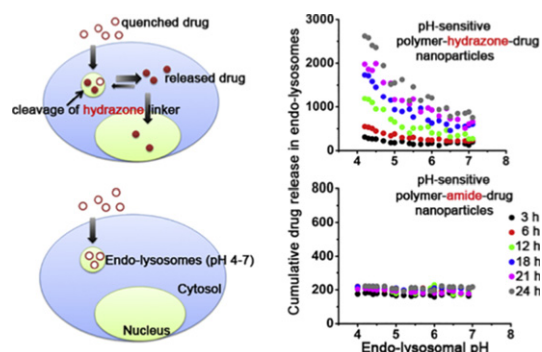 quenched drug
released drug
cleavage of hydrazone linker
Endo-lysosomes (pH 4-7)
Cytosol
Nucleus
Cumulative drug release in endo-lysosomes
3000
2000
1000
0
pH-sensitive
polymer-hydrazone-drug
nanoparticles
4 5 6 7 8
800
600
400
200
0
pH-sensitive
polymer-amide-drug
nanoparticles
3 h
6 h
12 h
18 h
21 h
24 h
4 5 6 7 8
Endo-lysosomal pH